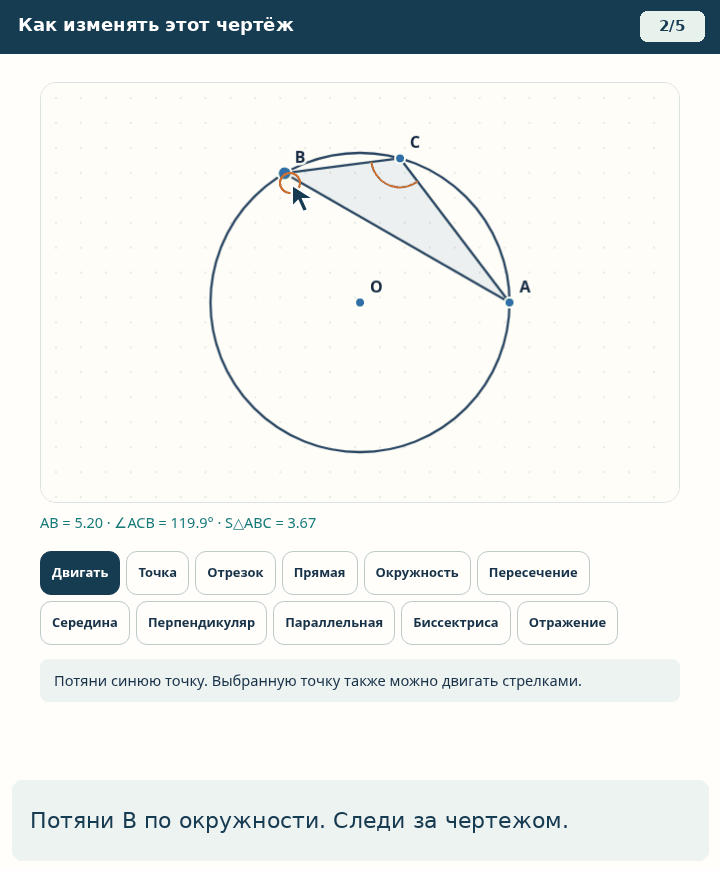 Как изменять этот чертёж
2/5
B
C
O
A
AB = 5.20 · ∠ACB = 119.9° · S△ABC = 3.67
Двигать Точка Отрезок Прямая Окружность Пересечение
Середина Перпендикуляр Параллельная Биссектриса Отражение
Потяни синюю точку. Выбранную точку также можно двигать стрелками.
Потяни B по окружности. Следи за чертежом.